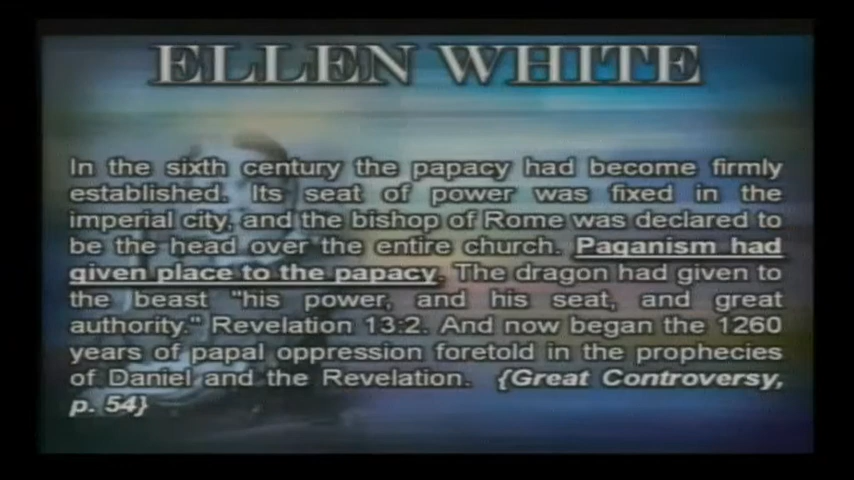 ELLEN WHITE
In the sixth century the papacy had become firmly
established. Its seat of power was fixed in the
imperial city, and the bishop of Rome was declared to
be the head over the entire church. Paganism had
given place to the papacy. The dragon had given to
the beast "his power, and his seat, and great
authority." Revelation 13:2. And now began the 1260
years of papal oppression foretold in the prophecies
of Daniel and the Revelation. {Great Controversy,
p. 54}